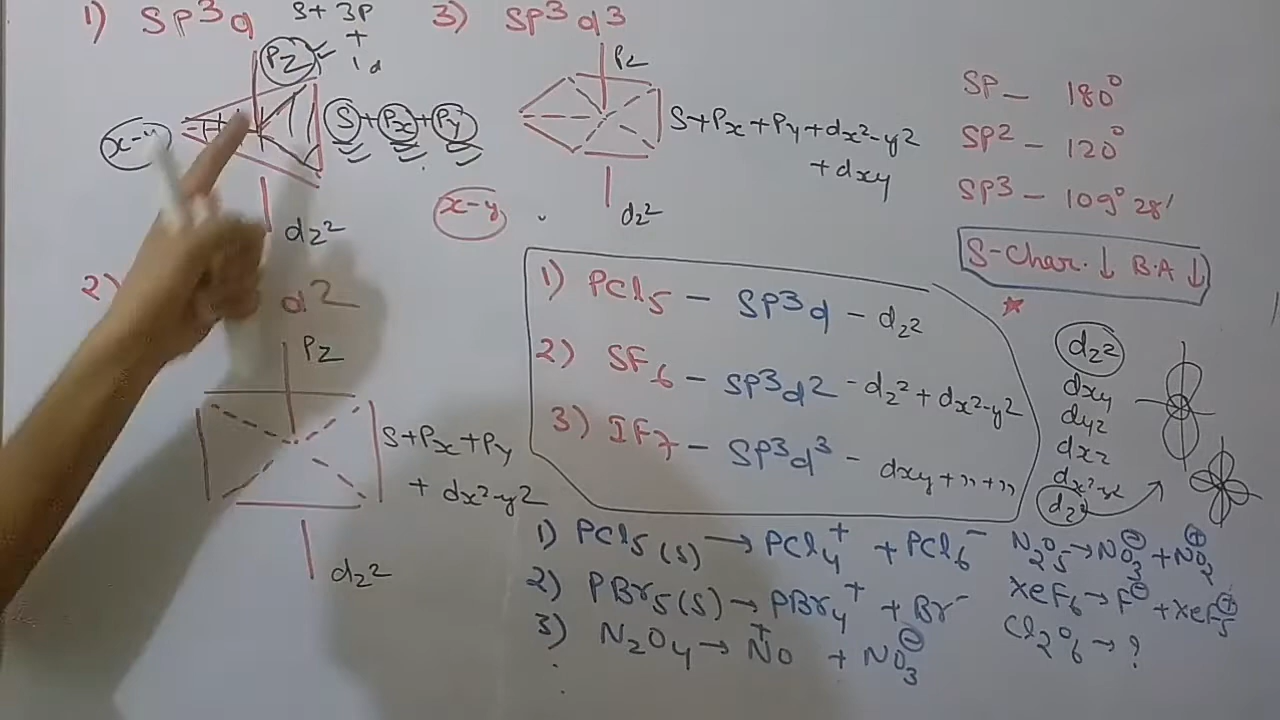 1) SP³d
S + 3P
+
1d
Pz
x-y
S + Px + Py
dz²
2)
d²
Pz
S+Px+Py
+ dx²-y²
dz²
3) SP³d³
Pz
S+Px+Py+dx²-y²
+ dxy
dz²
x-y
SP - 180°
SP² - 120°
SP³ - 109° 28'
S-Char. ↓ B.A ↓
1) PCl5 - SP³d - dz²
2) SF6 - SP³d² - dz² + dx²-y²
3) IF7 - SP³d³ - dxy + ,, + ,,
dz²
dxy
dyz
dxz
dx²-y²
dz²
1) PCl5(s) → PCl4⁺ + PCl6⁻
2) PBr5(s) → PBr4⁺ + Br⁻
3) N2O4 → NO⁺ + NO3⊖
N2O5 → NO3⊖ + NO2⊕
XeF6 → F⊖ + XeF5⊕
Cl2O6 → ?